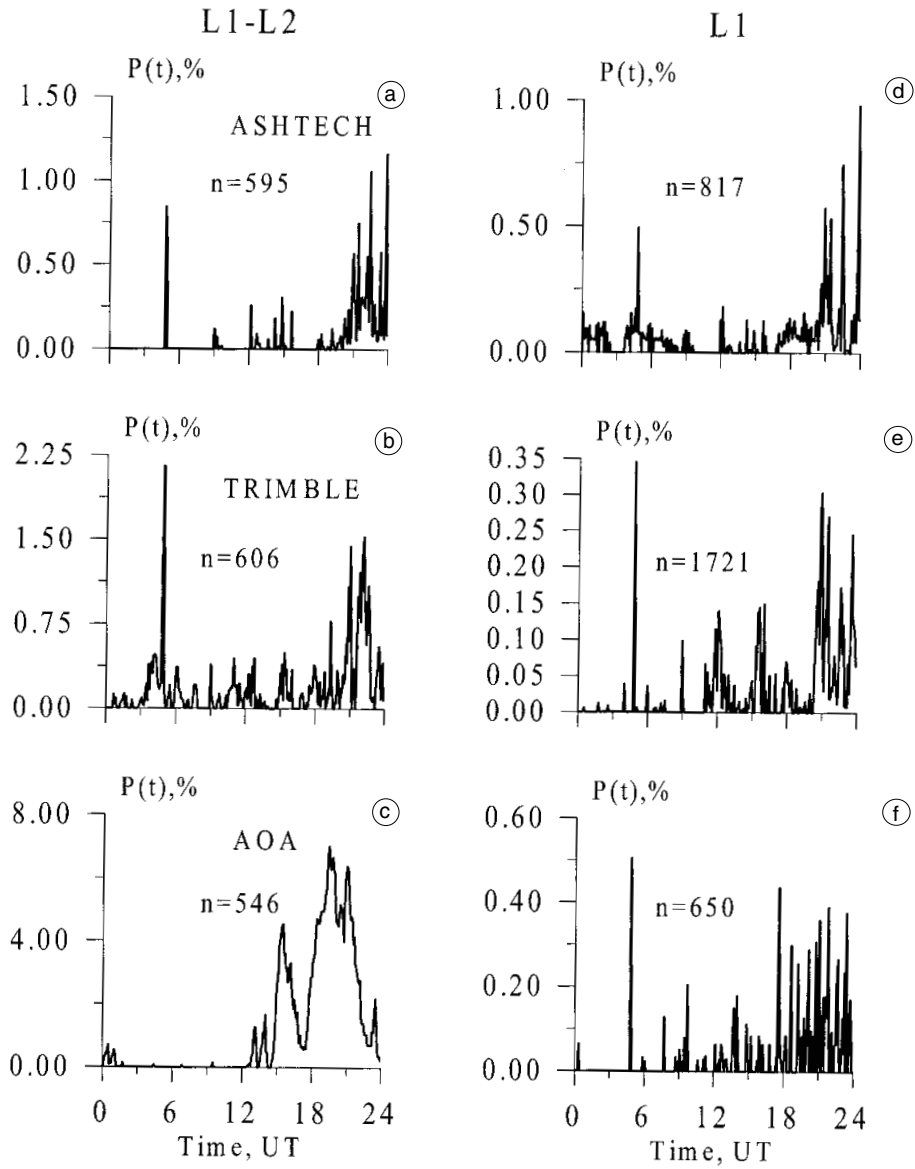 L1-L2
L1
P(t),%
1.50
1.00
0.50
0.00
ASHTECH
n=595
a
P(t),%
1.00
0.50
0.00
n=817
d
P(t),%
2.25
1.50
0.75
0.00
TRIMBLE
n=606
b
P(t),%
0.35
0.30
0.25
0.20
0.15
0.10
0.05
0.00
n=1721
e
P(t),%
8.00
4.00
0.00
AOA
n=546
c
0 6 12 18 24
Time, UT
P(t),%
0.60
0.40
0.20
0.00
n=650
f
0 6 12 18 24
Time, UT